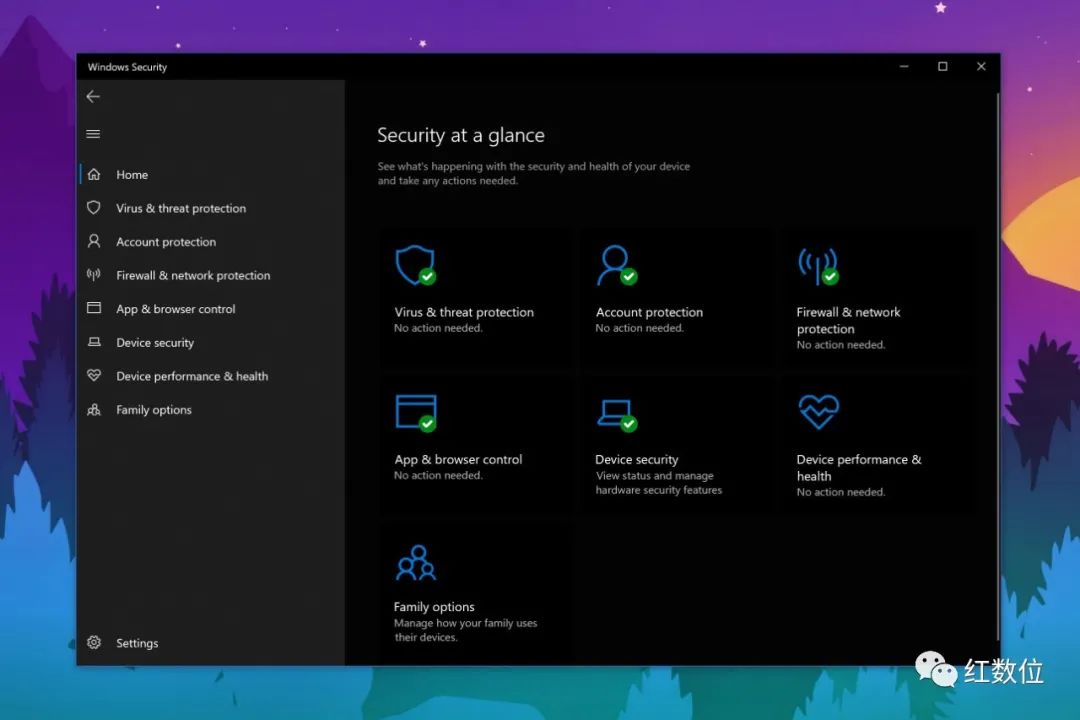 Windows Security
Home
Virus & threat protection
Account protection
Firewall & network protection
App & browser control
Device security
Device performance & health
Family options
Settings
Security at a glance
See what's happening with the security and health of your device
and take any actions needed.
Virus & threat protection
No action needed.
Account protection
No action needed.
Firewall & network
protection
No action needed.
App & browser control
No action needed.
Device security
View status and manage
hardware security features
Device performance &
health
No action needed.
Family options
Manage how your family uses
their devices.
红数位